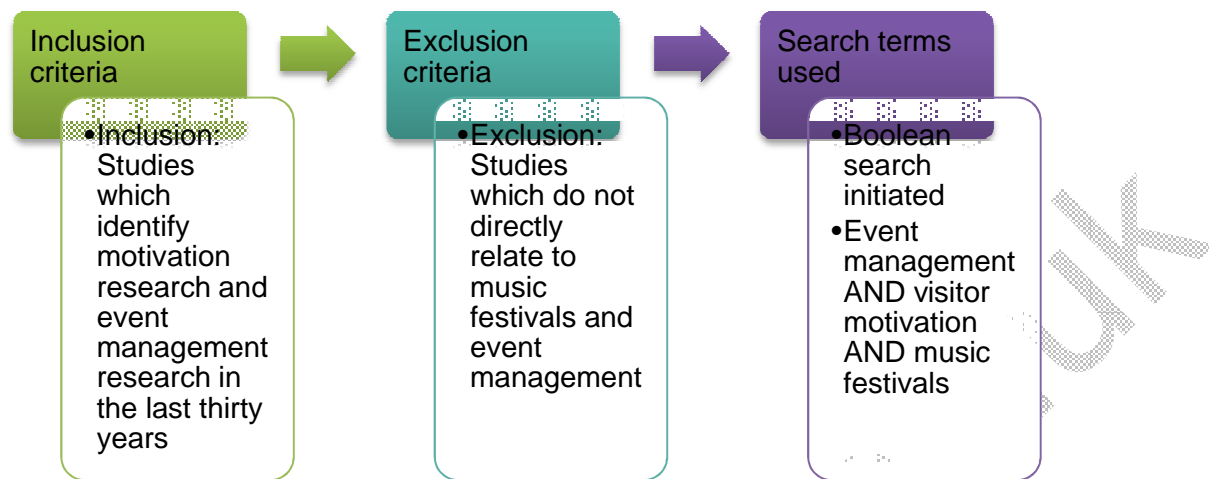 Inclusion
criteria
•Inclusion:
Studies
which
identify
motivation
research and
event
management
research in
the last thirty
years
Exclusion
criteria
•Exclusion:
Studies
which do not
directly
relate to
music
festivals and
event
management
Search terms
used
•Boolean
search
initiated
•Event
management
AND visitor
motivation
AND music
festivals
.uk